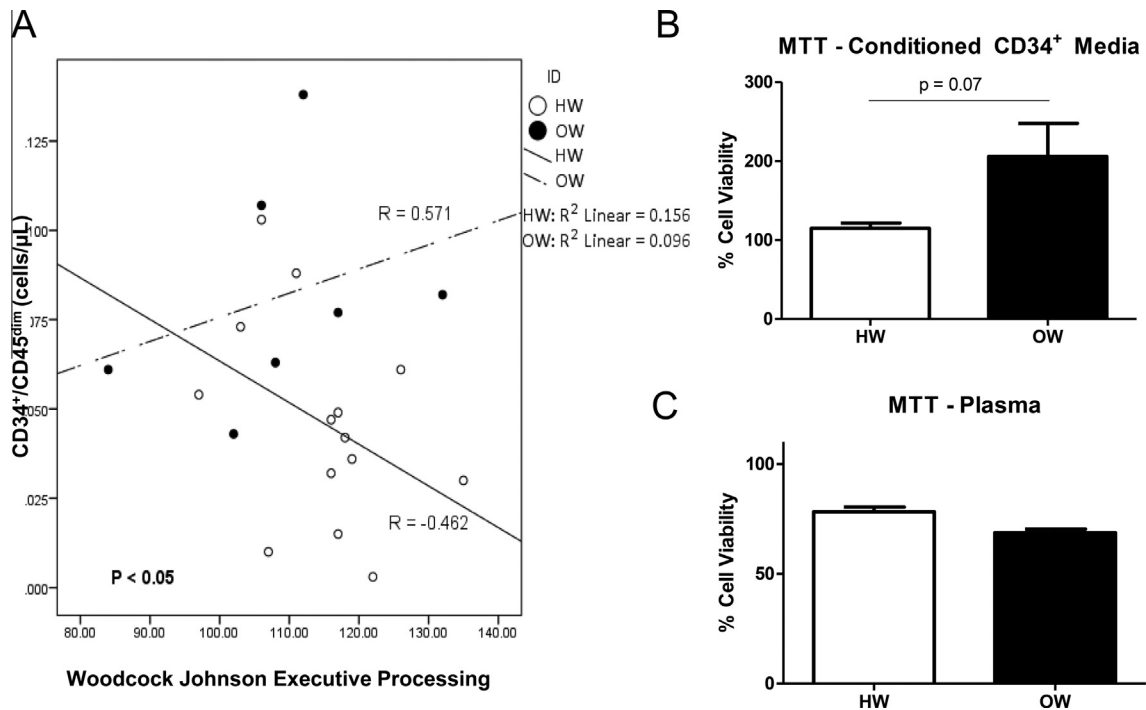 A
CD34⁺/CD45ᵈⁱᵐ (cells/µL)
.125
.100
.075
.050
.025
.000
80.00 90.00 100.00 110.00 120.00 130.00 140.00
Woodcock Johnson Executive Processing
R = 0.571
R = -0.462
P < 0.05
ID
HW
OW
HW
OW
HW: R² Linear = 0.156
OW: R² Linear = 0.096
B
MTT - Conditioned CD34⁺ Media
p = 0.07
% Cell Viability
300
200
100
0
HW OW
C
MTT - Plasma
% Cell Viability
100
50
0
HW OW